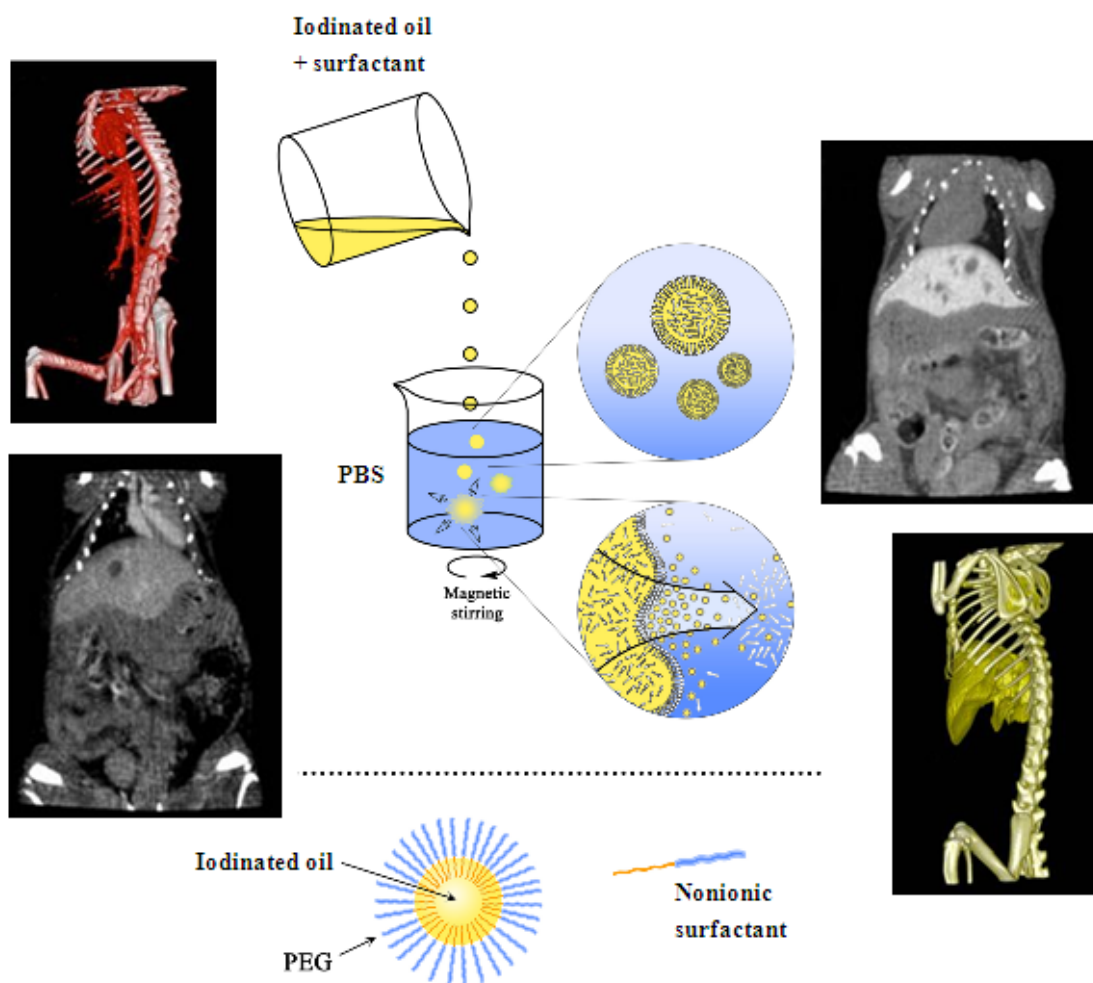 Iodinated oil
+ surfactant
PBS
Magnetic
stirring
Iodinated oil
PEG
Nonionic
surfactant